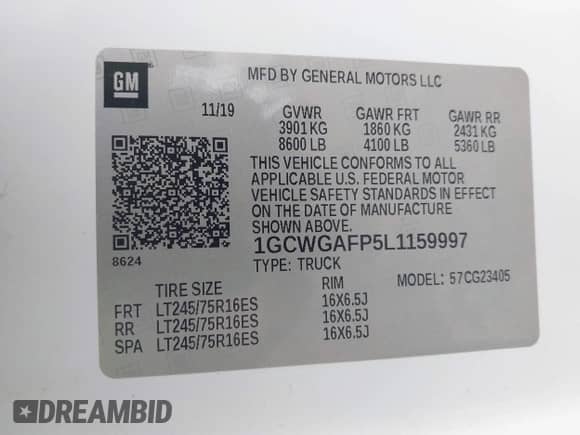 GM
MFD BY GENERAL MOTORS LLC
11/19 GVWR GAWR FRT GAWR RR
3901 KG 1860 KG 2431 KG
8600 LB 4100 LB 5360 LB
THIS VEHICLE CONFORMS TO ALL
APPLICABLE U.S. FEDERAL MOTOR
VEHICLE SAFETY STANDARDS IN EFFECT
ON THE DATE OF MANUFACTURE
SHOWN ABOVE.
8624 1GCWGAFP5L1159997
TYPE: TRUCK MODEL: 57CG23405
TIRE SIZE RIM
FRT LT245/75R16ES 16X6.5J
RR LT245/75R16ES 16X6.5J
SPA LT245/75R16ES 16X6.5J
DREAMBID